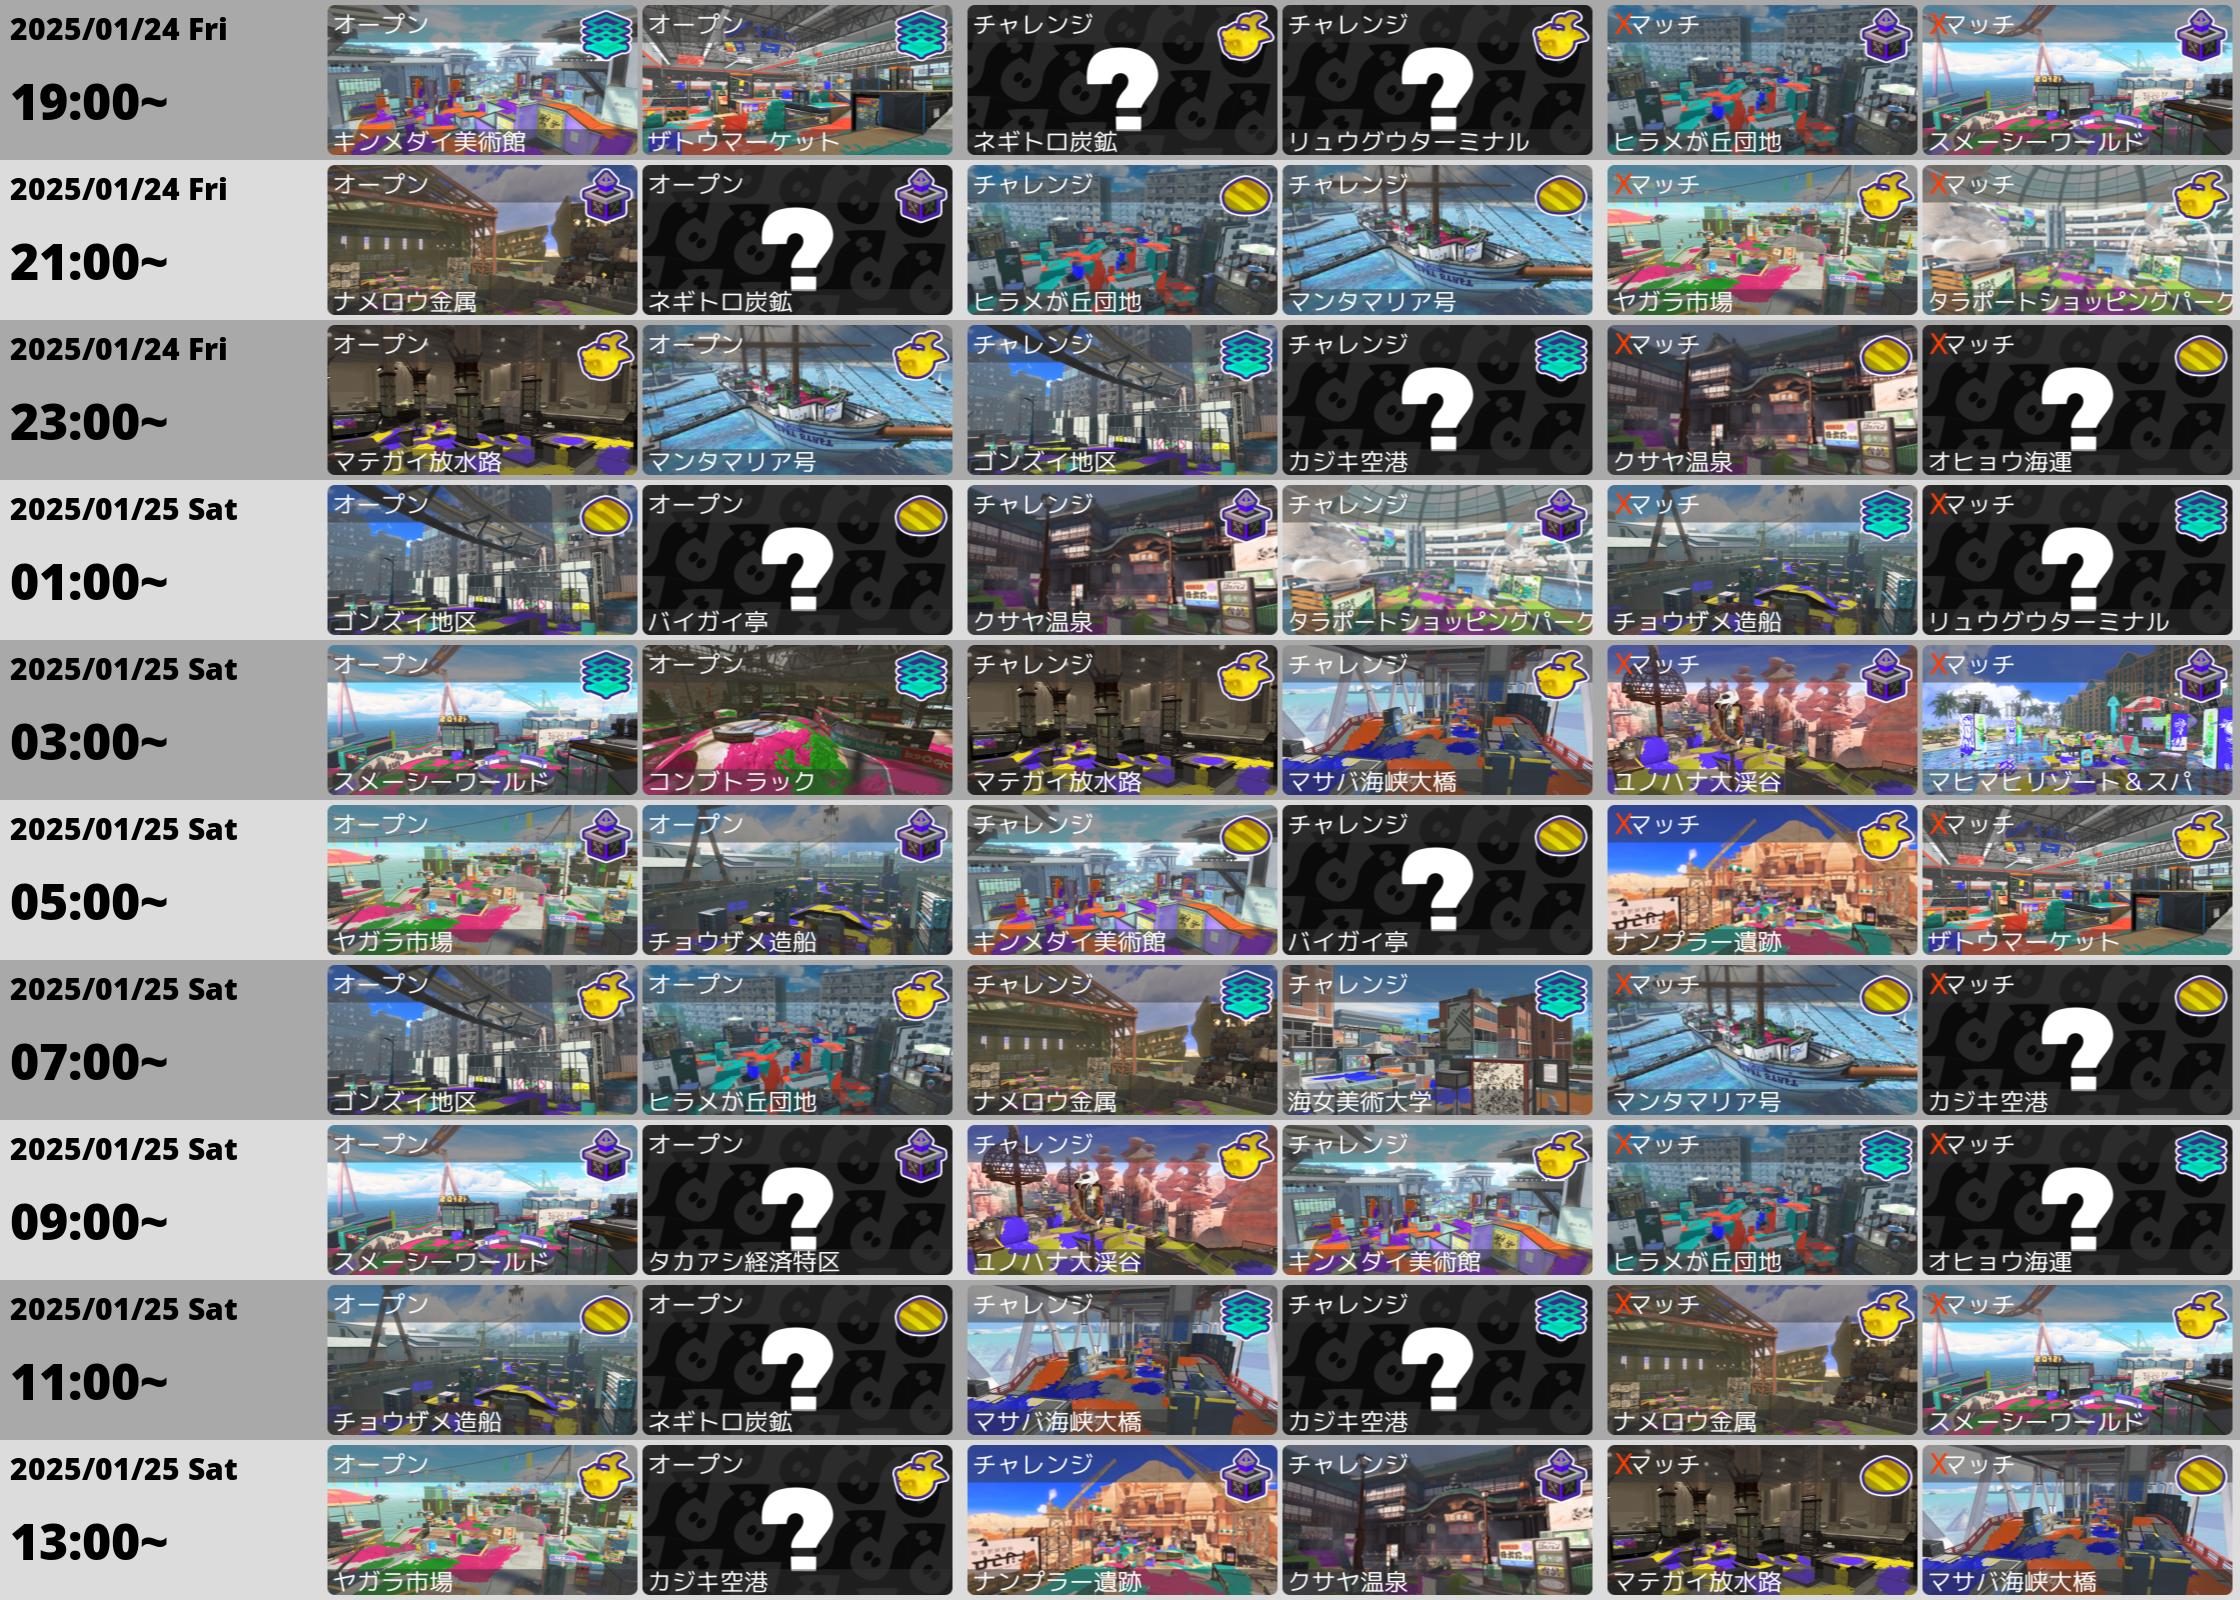 2025/01/24 Fri
19:00~
オープン
キンメダイ美術館
オープン
ザトウマーケット
チャレンジ
ネギトロ炭鉱
チャレンジ
リュウグウターミナル
Xマッチ
ヒラメが丘団地
Xマッチ
スメーシーワールド
2025/01/24 Fri
21:00~
オープン
ナメロウ金属
オープン
ネギトロ炭鉱
チャレンジ
ヒラメが丘団地
チャレンジ
マンタマリア号
Xマッチ
ヤガラ市場
Xマッチ
タラポートショッピングパーク
2025/01/24 Fri
23:00~
オープン
マテガイ放水路
オープン
マンタマリア号
チャレンジ
ゴンズイ地区
チャレンジ
カジキ空港
Xマッチ
クサヤ温泉
Xマッチ
オヒョウ海運
2025/01/25 Sat
01:00~
オープン
ゴンズイ地区
オープン
バイガイ亭
チャレンジ
クサヤ温泉
チャレンジ
タラポートショッピングパーク
Xマッチ
チョウザメ造船
Xマッチ
リュウグウターミナル
2025/01/25 Sat
03:00~
オープン
スメーシーワールド
オープン
コンブトラック
チャレンジ
マテガイ放水路
チャレンジ
マサバ海峡大橋
Xマッチ
ユノハナ大渓谷
Xマッチ
マヒマヒリゾート＆スパ
2025/01/25 Sat
05:00~
オープン
ヤガラ市場
オープン
チョウザメ造船
チャレンジ
キンメダイ美術館
チャレンジ
バイガイ亭
Xマッチ
ナンプラー遺跡
Xマッチ
ザトウマーケット
2025/01/25 Sat
07:00~
オープン
ゴンズイ地区
オープン
ヒラメが丘団地
チャレンジ
ナメロウ金属
チャレンジ
海女美術大学
Xマッチ
マンタマリア号
Xマッチ
カジキ空港
2025/01/25 Sat
09:00~
オープン
スメーシーワールド
オープン
タカアシ経済特区
チャレンジ
ユノハナ大渓谷
チャレンジ
キンメダイ美術館
Xマッチ
ヒラメが丘団地
Xマッチ
オヒョウ海運
2025/01/25 Sat
11:00~
オープン
チョウザメ造船
オープン
ネギトロ炭鉱
チャレンジ
マサバ海峡大橋
チャレンジ
カジキ空港
Xマッチ
ナメロウ金属
Xマッチ
スメーシーワールド
2025/01/25 Sat
13:00~
オープン
ヤガラ市場
オープン
カジキ空港
チャレンジ
ナンプラー遺跡
チャレンジ
クサヤ温泉
Xマッチ
マテガイ放水路
Xマッチ
マサバ海峡大橋